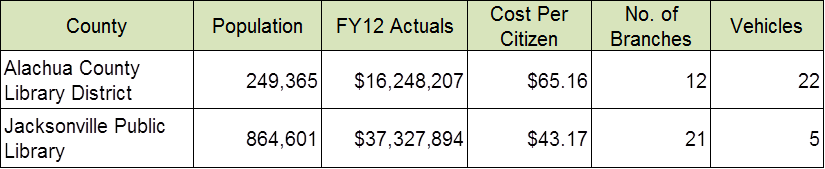 County Population FY12 Actuals Cost Per Citizen No. of Branches Vehicles
Alachua County Library District 249,365 $16,248,207 $65.16 12 22
Jacksonville Public Library 864,601 $37,327,894 $43.17 21 5